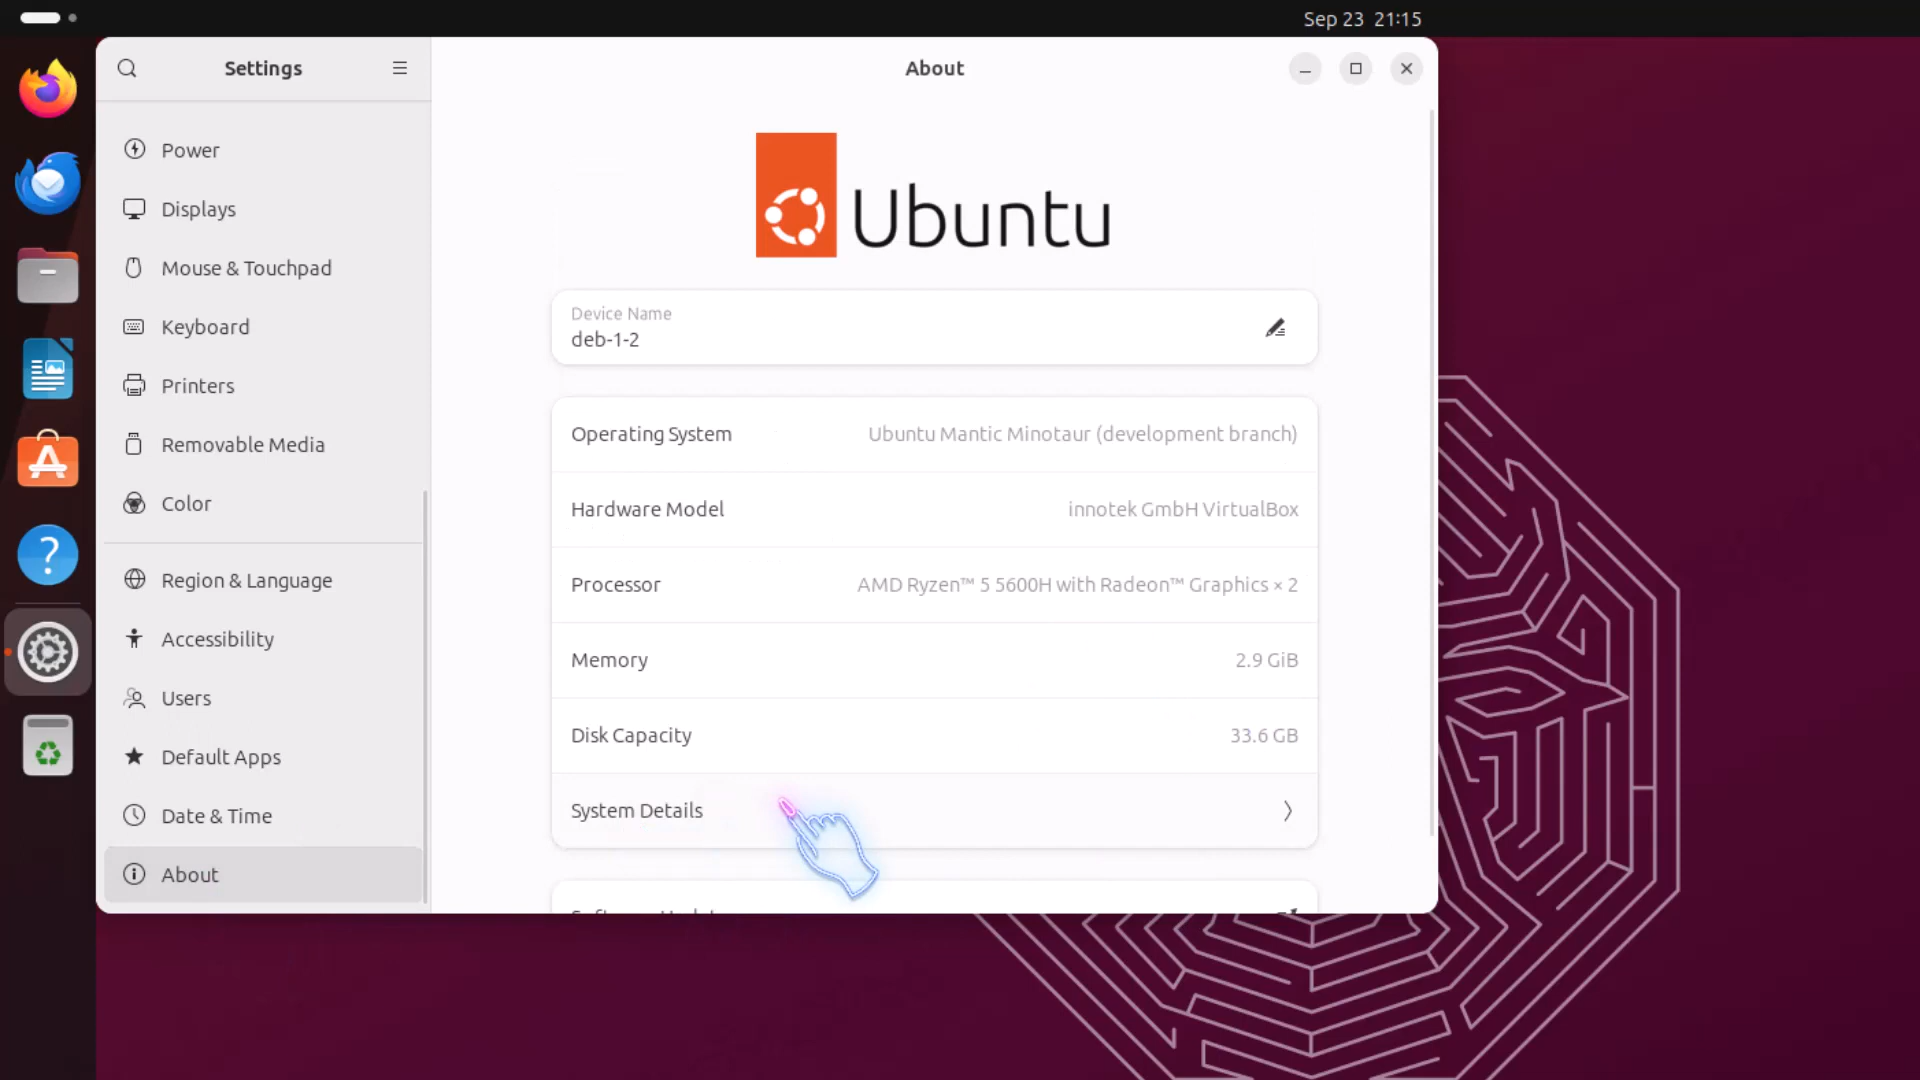 Sep 23 21:15
Settings
About
Power
Displays
Mouse & Touchpad
Keyboard
Printers
Removable Media
Color
Region & Language
Accessibility
Users
Default Apps
Date & Time
About
Ubuntu
Device Name
deb-1-2
Operating System Ubuntu Mantic Minotaur (development branch)
Hardware Model innotek GmbH VirtualBox
Processor AMD Ryzen™ 5 5600H with Radeon™ Graphics × 2
Memory 2.9 GiB
Disk Capacity 33.6 GB
System Details